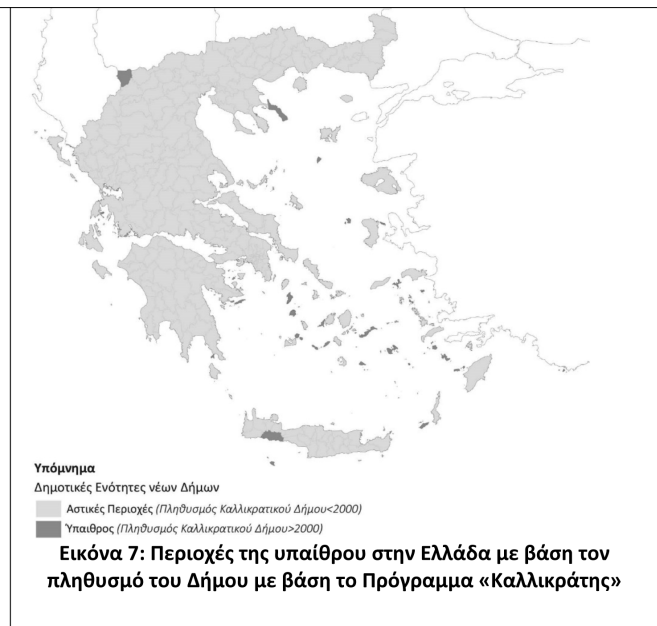 Υπόμνημα
Δημοτικές Ενότητες νέων Δήμων
Αστικές Περιοχές (Πληθυσμός Καλλικρατικού Δήμου<2000)
Ύπαιθρος (Πληθυσμός Καλλικρατικού Δήμου>2000)
Εικόνα 7: Περιοχές της υπαίθρου στην Ελλάδα με βάση τον
πληθυσμό του Δήμου με βάση το Πρόγραμμα «Καλλικράτης»